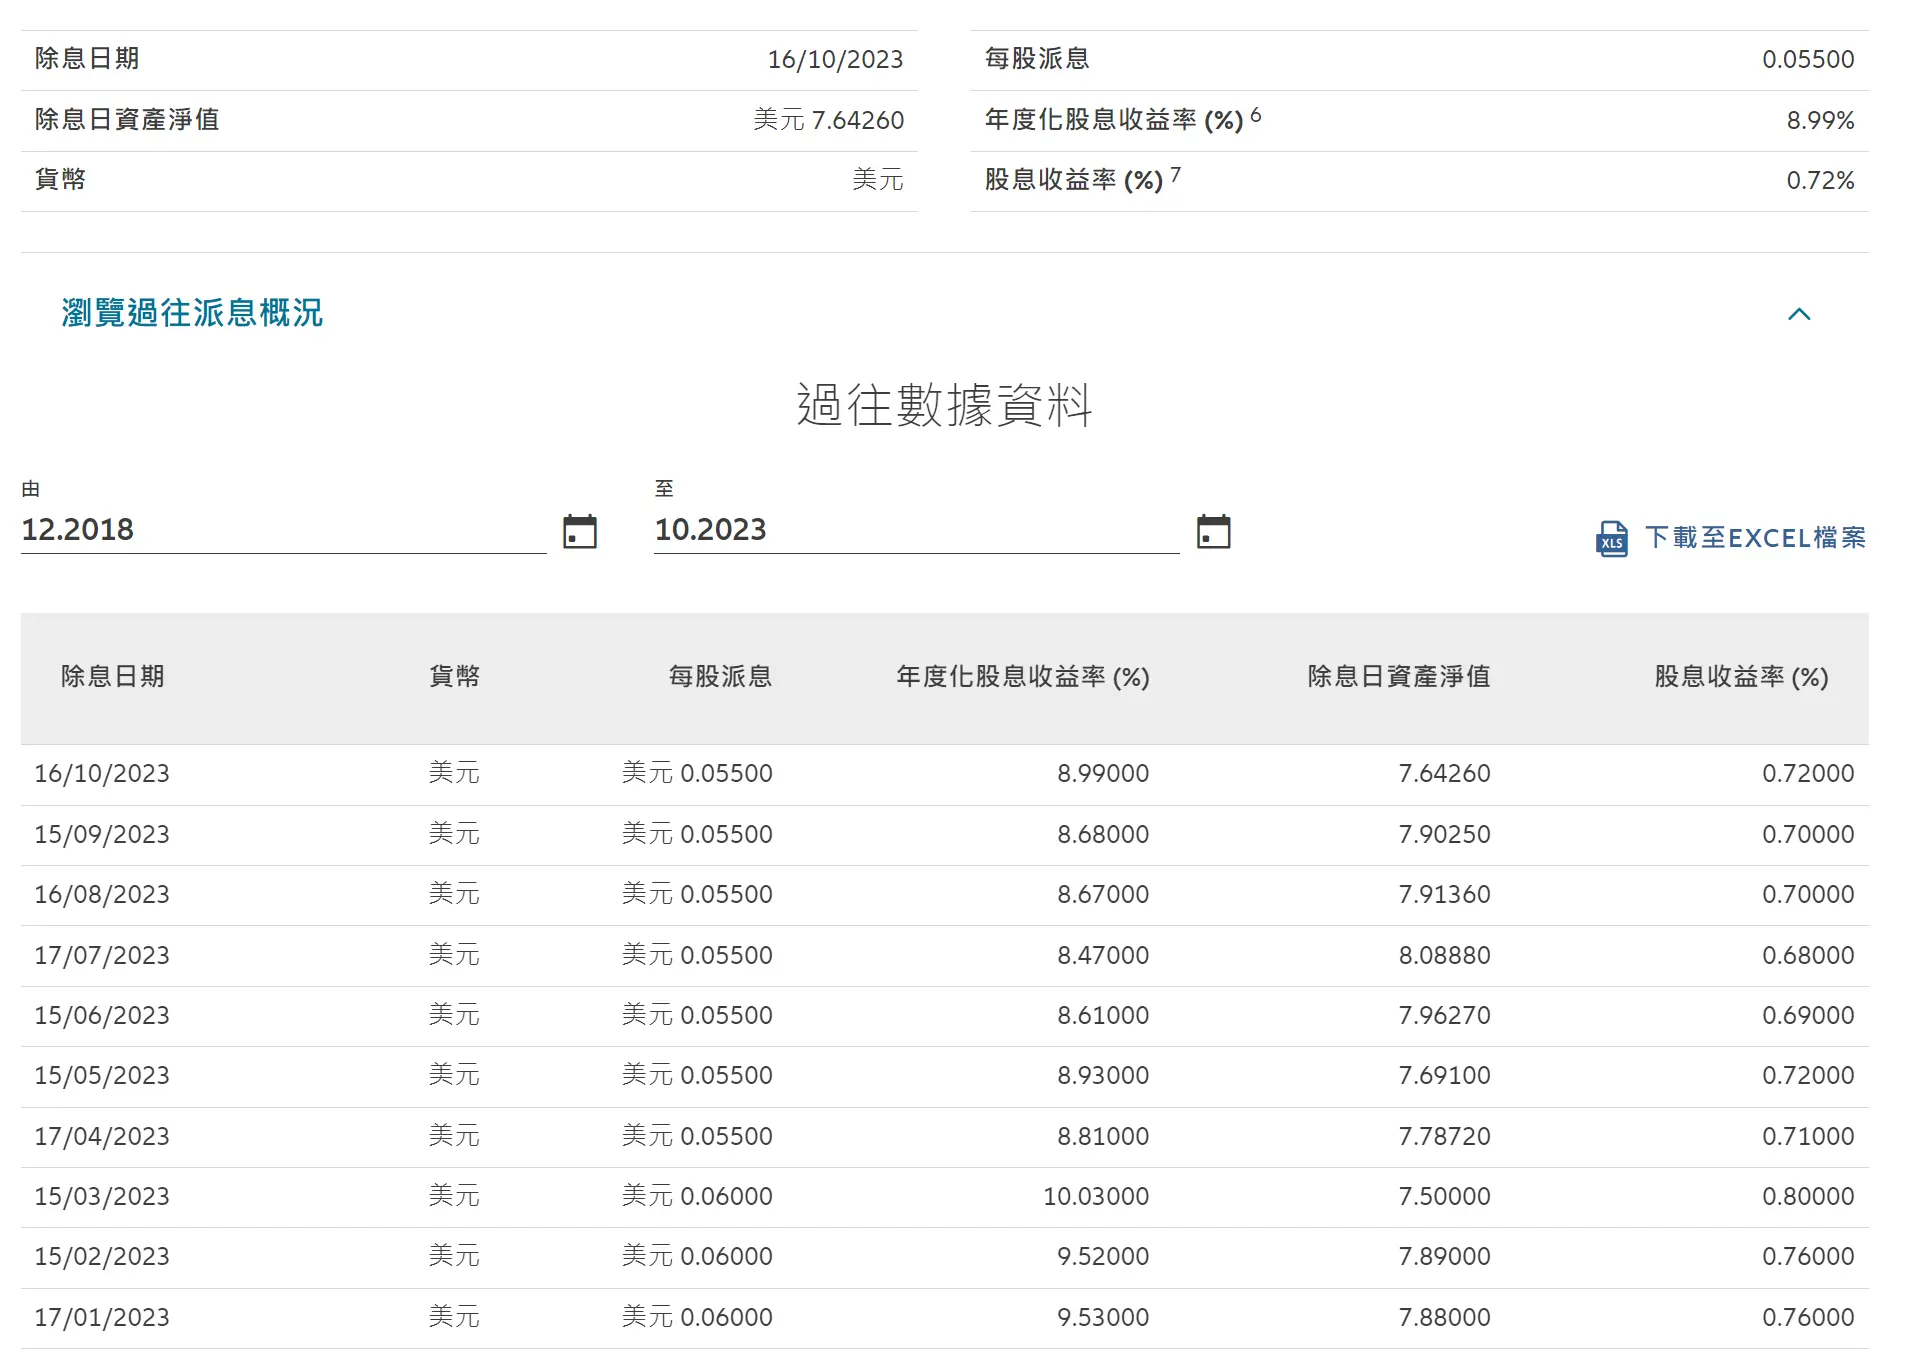 除息日期 16/10/2023 每股派息 0.05500
除息日資產淨值 美元 7.64260 年度化股息收益率 (%) 6 8.99%
貨幣 美元 股息收益率 (%) 7 0.72%
瀏覽過往派息概況
過往數據資料
由 至
12.2018 10.2023
XLS 下載至EXCEL檔案
除息日期 貨幣 每股派息 年度化股息收益率 (%) 除息日資產淨值 股息收益率 (%)
16/10/2023 美元 美元 0.05500 8.99000 7.64260 0.72000
15/09/2023 美元 美元 0.05500 8.68000 7.90250 0.70000
16/08/2023 美元 美元 0.05500 8.67000 7.91360 0.70000
17/07/2023 美元 美元 0.05500 8.47000 8.08880 0.68000
15/06/2023 美元 美元 0.05500 8.61000 7.96270 0.69000
15/05/2023 美元 美元 0.05500 8.93000 7.69100 0.72000
17/04/2023 美元 美元 0.05500 8.81000 7.78720 0.71000
15/03/2023 美元 美元 0.06000 10.03000 7.50000 0.80000
15/02/2023 美元 美元 0.06000 9.52000 7.89000 0.76000
17/01/2023 美元 美元 0.06000 9.53000 7.88000 0.76000